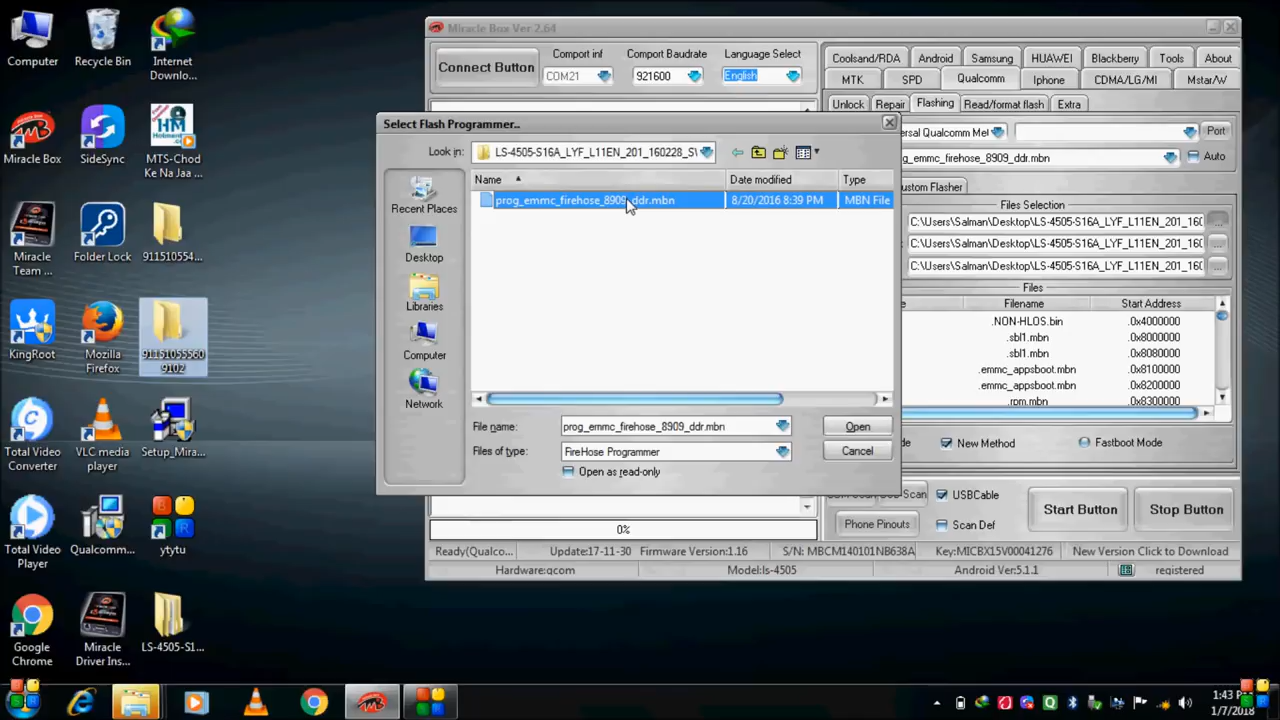 Computer
Recycle Bin
Internet
Downlo...
Miracle Box
SideSync
MTS-Chod
Ke Na Jaa ...
Miracle
Team ...
Folder Lock
911510554...
KingRoot
Mozilla
Firefox
91151055560
9102
Total Video
Converter
VLC media
player
Setup_Mira...
Total Video
Player
Qualcomm...
ytytu
Google
Chrome
Miracle
Driver Ins...
LS-4505-S1...
Miracle Box Ver 2.64
Connect Button
Comport inf
Comport Baudrate
Language Select
COM21
921600
English
Coolsand/RDA
Android
Samsung
HUAWEI
Blackberry
Tools
About
MTK
SPD
Qualcomm
Iphone
CDMA/LG/MI
Mstar/W
Unlock
Repair
Flashing
Read/format flash
Extra
ersal Qualcomm Mel
Port
g_emmc_firehose_8909_ddr.mbn
Auto
ustom Flasher
Files Selection
C:\Users\Salman\Desktop\LS-4505-S16A_LYF_L11EN_201_160
C:\Users\Salman\Desktop\LS-4505-S16A_LYF_L11EN_201_160
C:\Users\Salman\Desktop\LS-4505-S16A_LYF_L11EN_201_160
Files
Filename
Start Address
.NON-HLOS.bin
.0x4000000
.sbl1.mbn
.0x8000000
.sbl1.mbn
.0x8080000
.emmc_appsboot.mbn
.0x8100000
.emmc_appsboot.mbn
.0x8200000
.rpm.mbn
.0x8300000
New Method
Fastboot Mode
USBCable
Scan Def
Phone Pinouts
Start Button
Stop Button
Select Flash Programmer..
Look in:
LS-4505-S16A_LYF_L11EN_201_160228_S\
Name
Date modified
Type
prog_emmc_firehose_8909_ddr.mbn
8/20/2016 8:39 PM
MBN File
Recent Places
Desktop
Libraries
Computer
Network
File name:
prog_emmc_firehose_8909_ddr.mbn
Open
Files of type:
FireHose Programmer
Cancel
Open as read-only
0%
Ready(Qualco...
Update:17-11-30
Firmware Version:1.16
S/N: MBCM140101NB638A
Key:MICBX15V00041276
New Version Click to Download
Hardware:qcom
Model:ls-4505
Android Ver:5.1.1
registered
1:43 PM
1/7/2018